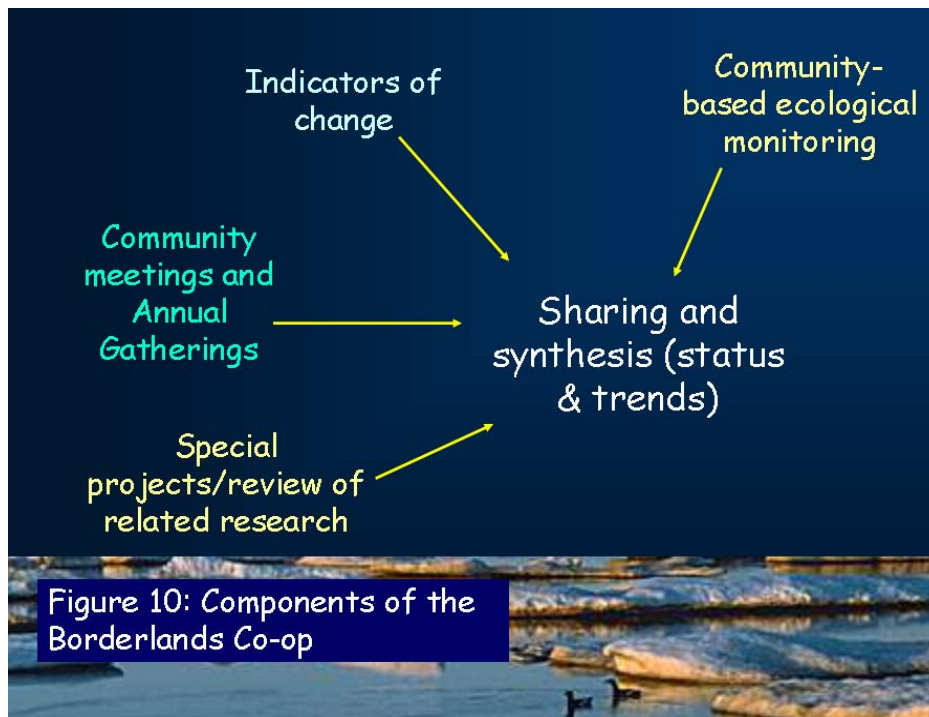 Indicators of
change
Community-
based ecological
monitoring
Community
meetings and
Annual
Gatherings
Sharing and
synthesis (status
& trends)
Special
projects/review of
related research
Figure 10: Components of the
Borderlands Co-op